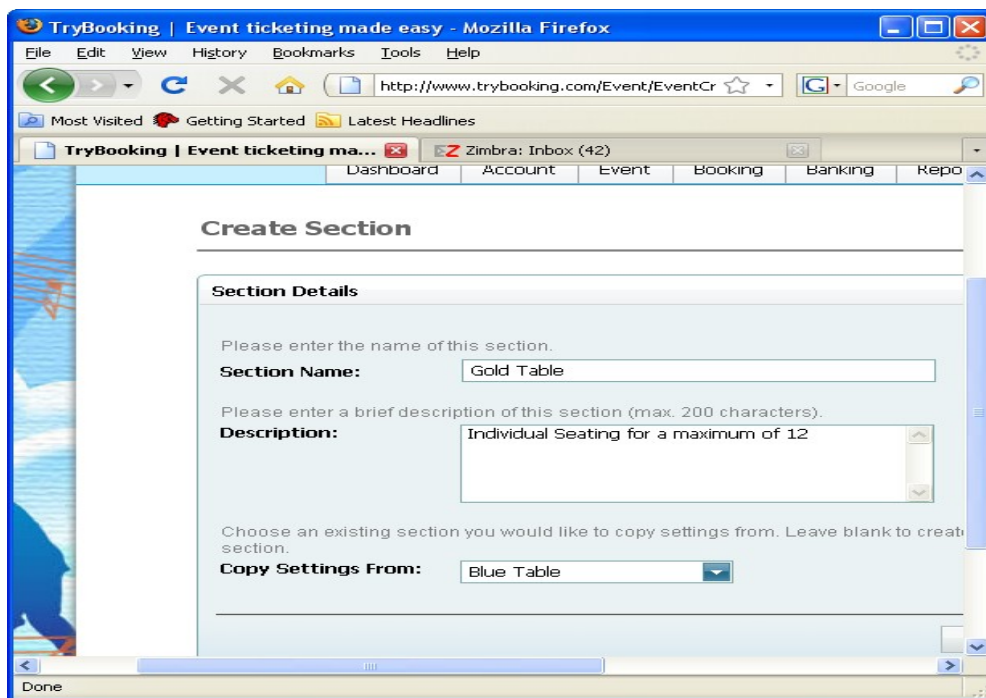 TryBooking | Event ticketing made easy - Mozilla Firefox
File Edit View History Bookmarks Tools Help
http://www.trybooking.com/Event/EventCr G Google
Most Visited Getting Started Latest Headlines
TryBooking | Event ticketing ma... Z Zimbra: Inbox (42)
Dashboard Account Event Booking Banking Repo
Create Section
Section Details
Please enter the name of this section.
Section Name: Gold Table
Please enter a brief description of this section (max. 200 characters).
Description: Individual Seating for a maximum of 12
Choose an existing section you would like to copy settings from. Leave blank to creat
section.
Copy Settings From: Blue Table
Done